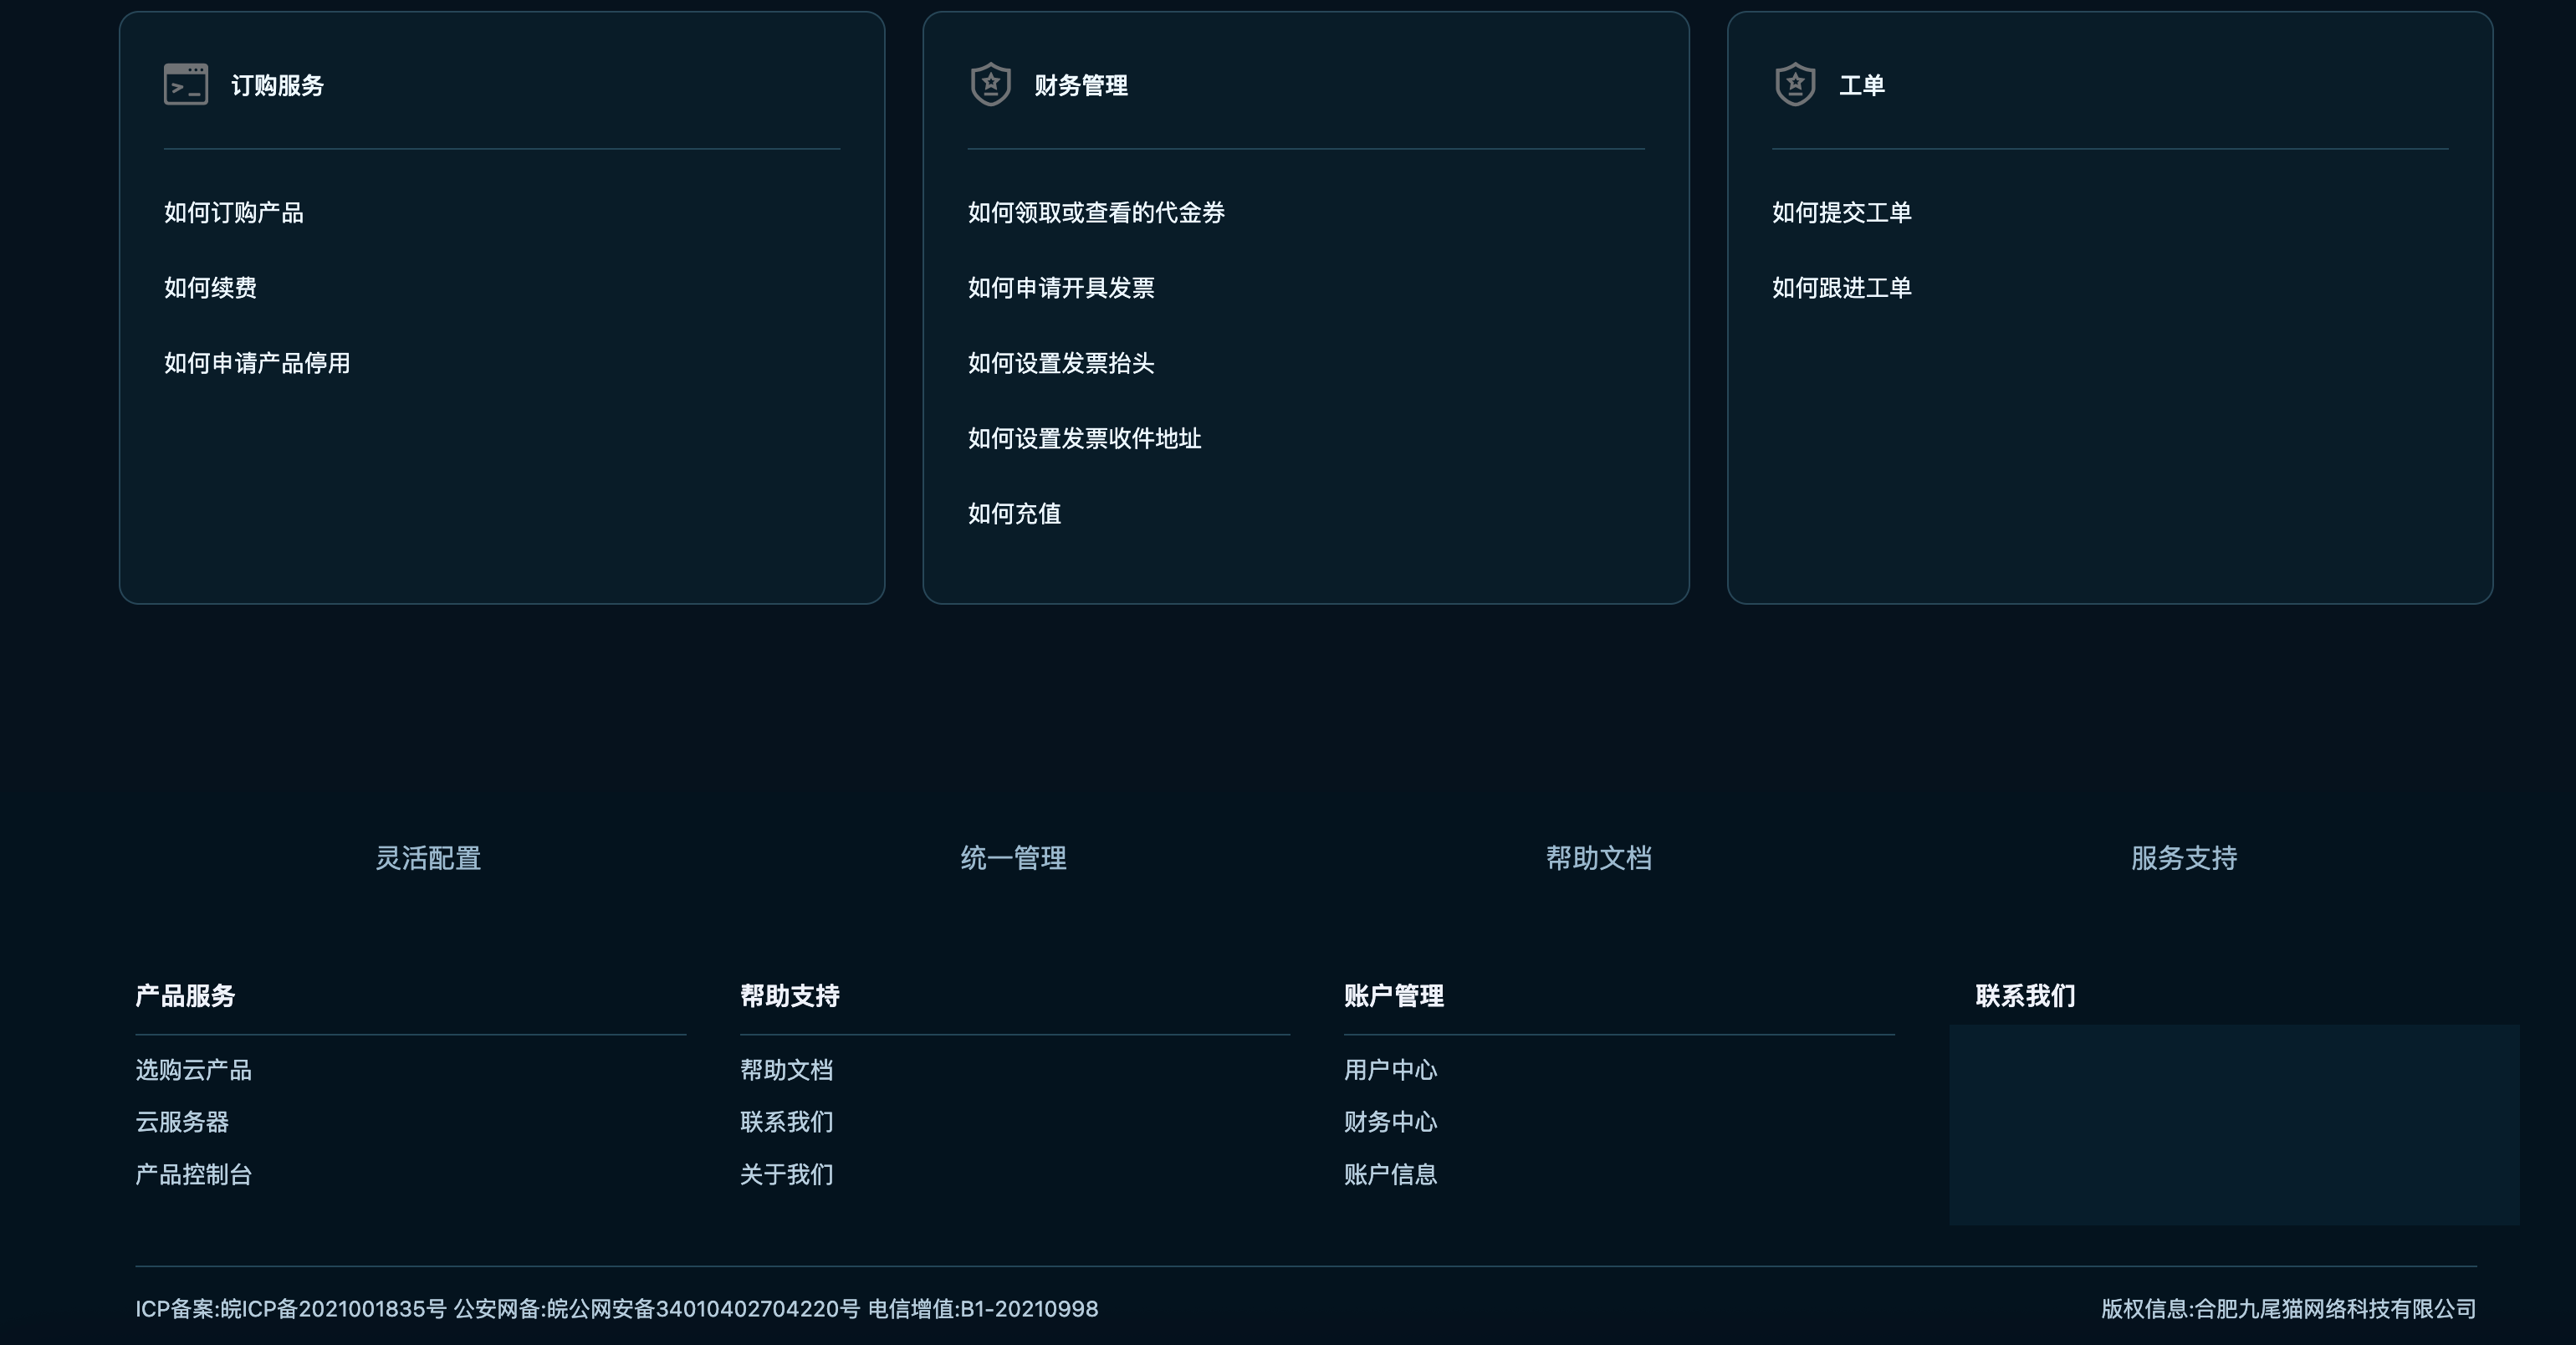 订购服务
如何订购产品
如何续费
如何申请产品停用
财务管理
如何领取或查看的代金券
如何申请开具发票
如何设置发票抬头
如何设置发票收件地址
如何充值
工单
如何提交工单
如何跟进工单
灵活配置
统一管理
帮助文档
服务支持
产品服务
选购云产品
云服务器
产品控制台
帮助支持
帮助文档
联系我们
关于我们
账户管理
用户中心
财务中心
账户信息
联系我们
ICP备案:皖ICP备2021001835号 公安网备:皖公网安备34010402704220号 电信增值:B1-20210998
版权信息:合肥九尾猫网络科技有限公司